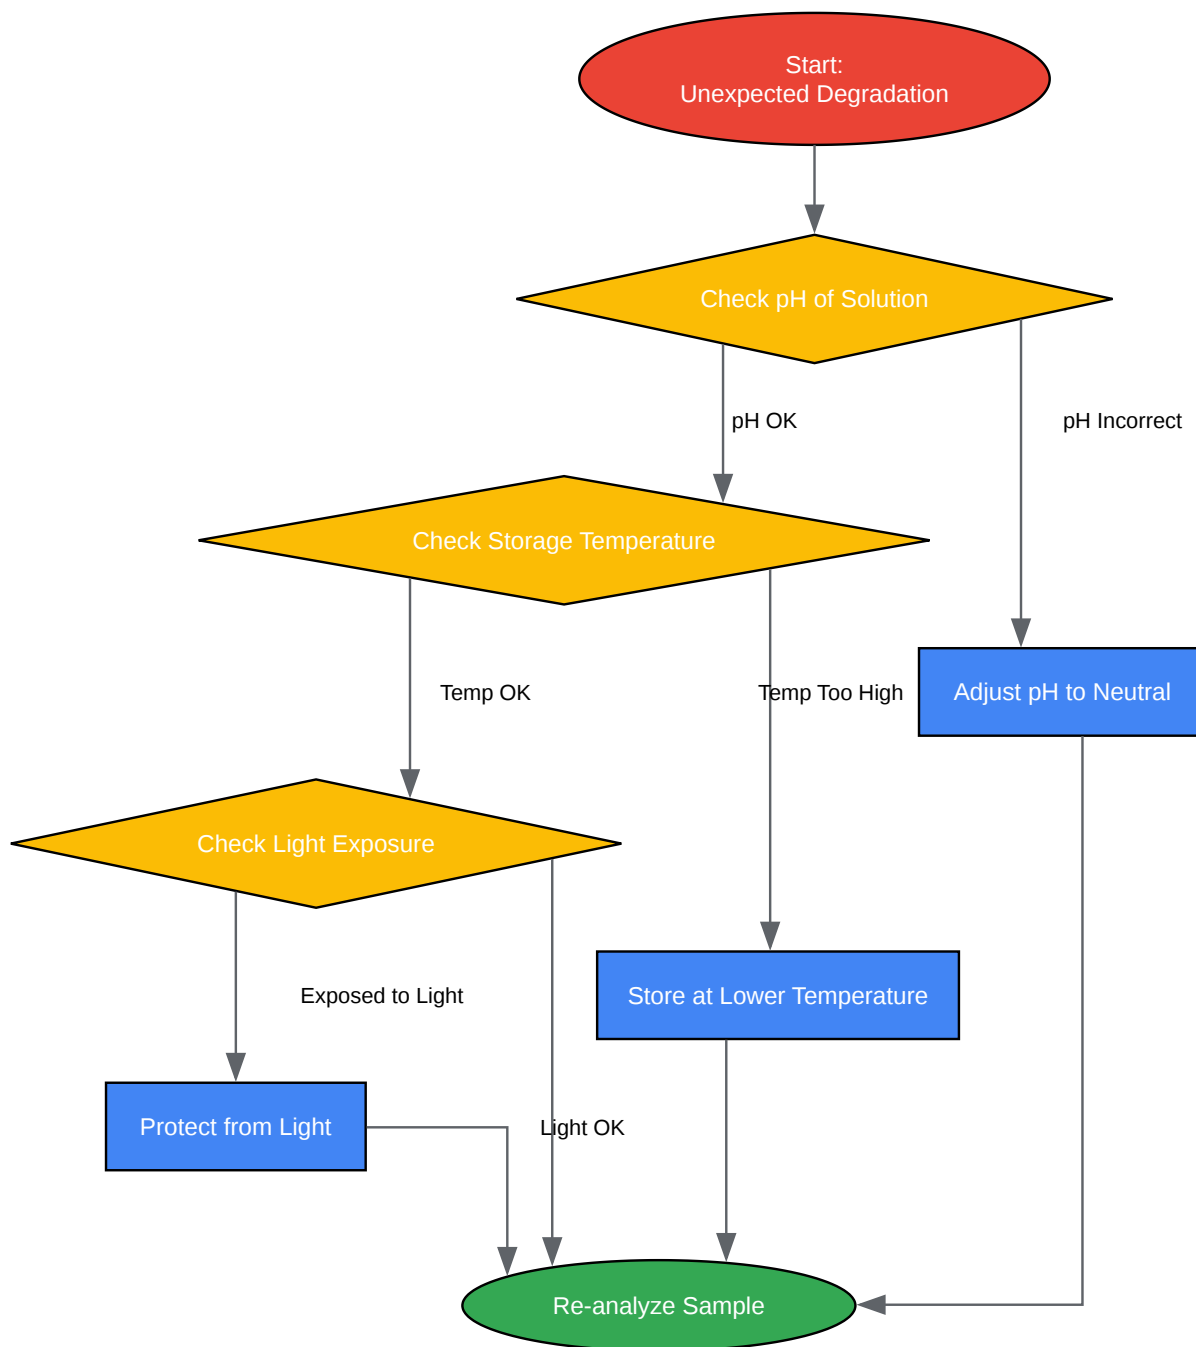 Start:
Unexpected Degradation
Check pH of Solution
pH OK
pH Incorrect
Check Storage Temperature
Temp OK
Temp Too High
Adjust pH to Neutral
Check Light Exposure
Exposed to Light
Store at Lower Temperature
Protect from Light
Light OK
Re-analyze Sample